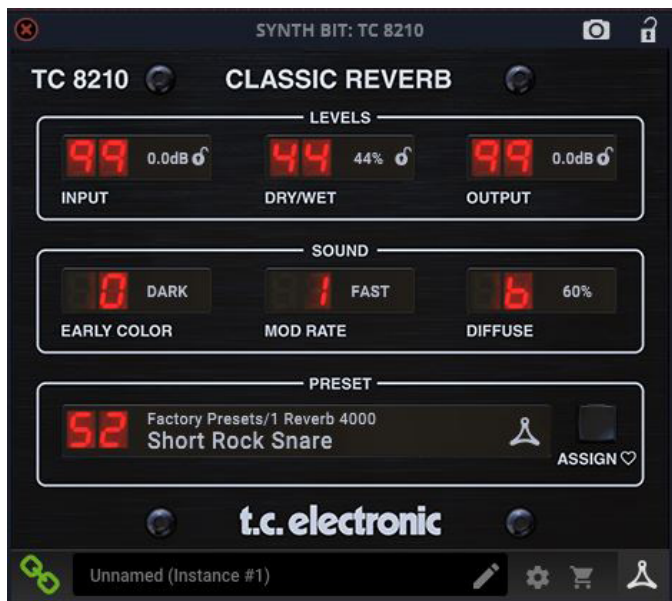 SYNTH BIT: TC 8210
TC 8210 CLASSIC REVERB
LEVELS
99 0.0dB 44 44% 99 0.0dB
INPUT DRY/WET OUTPUT
SOUND
0 DARK 1 FAST b 60%
EARLY COLOR MOD RATE DIFFUSE
PRESET
Factory Presets/1 Reverb 4000
52 Short Rock Snare
ASSIGN
t.c. electronic
Unnamed (Instance #1)